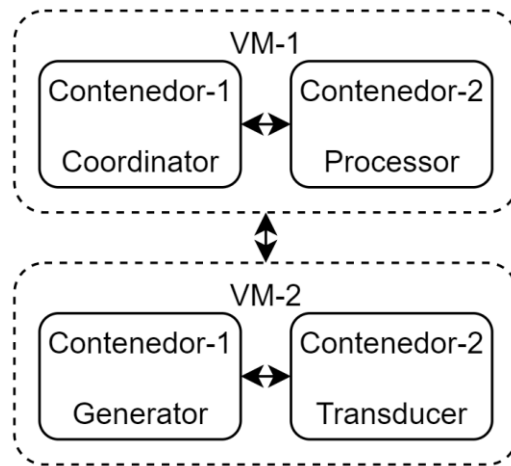 VM-1
Contenedor-1
Coordinator
Contenedor-2
Processor
VM-2
Contenedor-1
Generator
Contenedor-2
Transducer